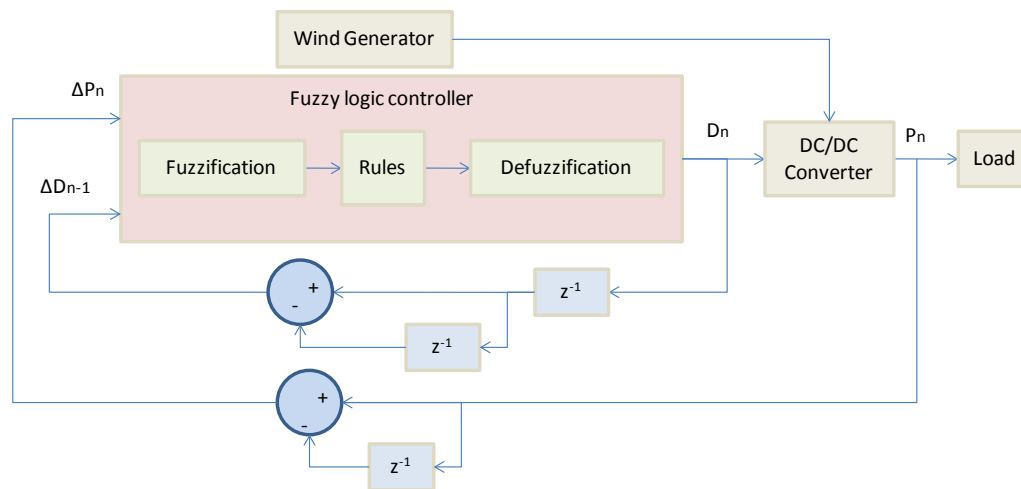 Wind Generator
ΔPn
Fuzzy logic controller
Dn
Pn
Fuzzification
Rules
Defuzzification
DC/DC
Converter
Load
ΔDn-1
+
-
z-1
z-1
+
-
z-1